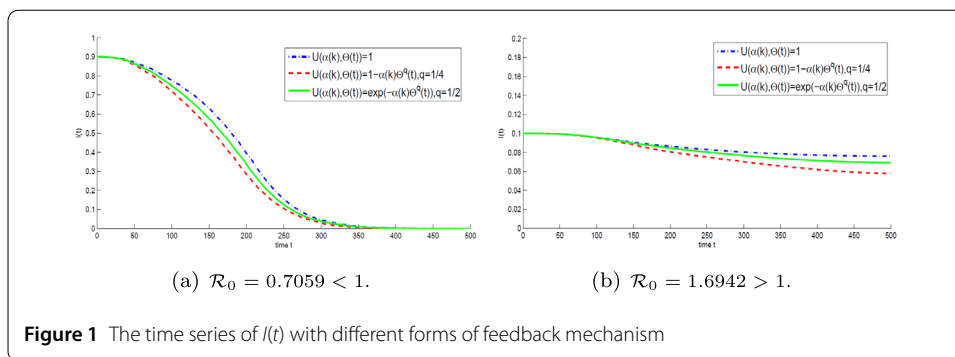 1
0.9
0.8
0.7
0.6
0.5
0.4
0.3
0.2
0.1
0
I(t)
0 50 100 150 200 250 300 350 400 450 500
time t
U(α(k),Θ(t))=1
U(α(k),Θ(t))=1−α(k)Θ^q(t),q=1/4
U(α(k),Θ(t))=exp(−α(k)Θ^q(t)),q=1/2
(a) R₀ = 0.7059 < 1.
0.2
0.18
0.16
0.14
0.12
0.1
0.08
0.06
0.04
0.02
0
I(t)
0 50 100 150 200 250 300 350 400 450 500
time t
U(α(k),Θ(t))=1
U(α(k),Θ(t))=1−α(k)Θ^q(t),q=1/4
U(α(k),Θ(t))=exp(−α(k)Θ^q(t)),q=1/2
(b) R₀ = 1.6942 > 1.
Figure 1 The time series of I(t) with different forms of feedback mechanism